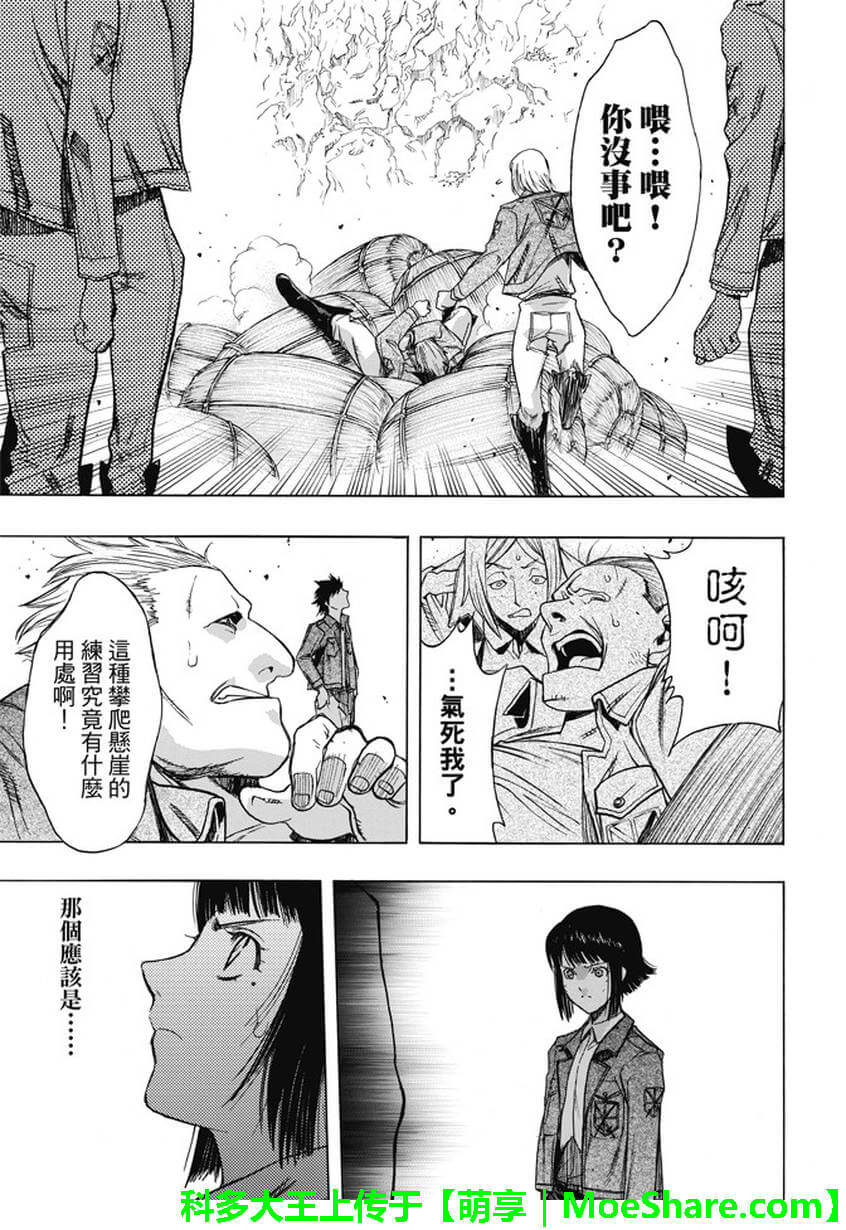 喂…喂！
你沒事吧？
咳呵！
…氣死我了。
這種攀爬懸崖的
練習究竟有什麼
用處啊！
那個應該是……
科多大王上传于【萌享｜MoeShare.com】